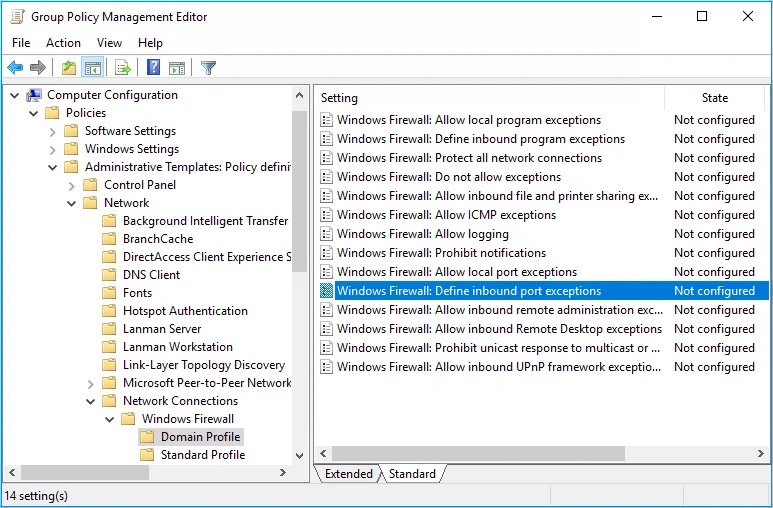 Group Policy Management Editor
File Action View Help
Computer Configuration
Policies
Software Settings
Windows Settings
Administrative Templates: Policy defini
Control Panel
Network
Background Intelligent Transfer
BranchCache
DirectAccess Client Experience S
DNS Client
Fonts
Hotspot Authentication
Lanman Server
Lanman Workstation
Link-Layer Topology Discovery
Microsoft Peer-to-Peer Network
Network Connections
Windows Firewall
Domain Profile
Standard Profile
Setting State
Windows Firewall: Allow local program exceptions Not configured
Windows Firewall: Define inbound program exceptions Not configured
Windows Firewall: Protect all network connections Not configured
Windows Firewall: Do not allow exceptions Not configured
Windows Firewall: Allow inbound file and printer sharing ex... Not configured
Windows Firewall: Allow ICMP exceptions Not configured
Windows Firewall: Allow logging Not configured
Windows Firewall: Prohibit notifications Not configured
Windows Firewall: Allow local port exceptions Not configured
Windows Firewall: Define inbound port exceptions Not configured
Windows Firewall: Allow inbound remote administration exc... Not configured
Windows Firewall: Allow inbound Remote Desktop exceptions Not configured
Windows Firewall: Prohibit unicast response to multicast or ... Not configured
Windows Firewall: Allow inbound UPnP framework exceptio... Not configured
Extended Standard
14 setting(s)